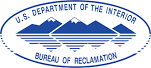 U.S. DEPARTMENT OF THE INTERIOR
BUREAU OF RECLAMATION